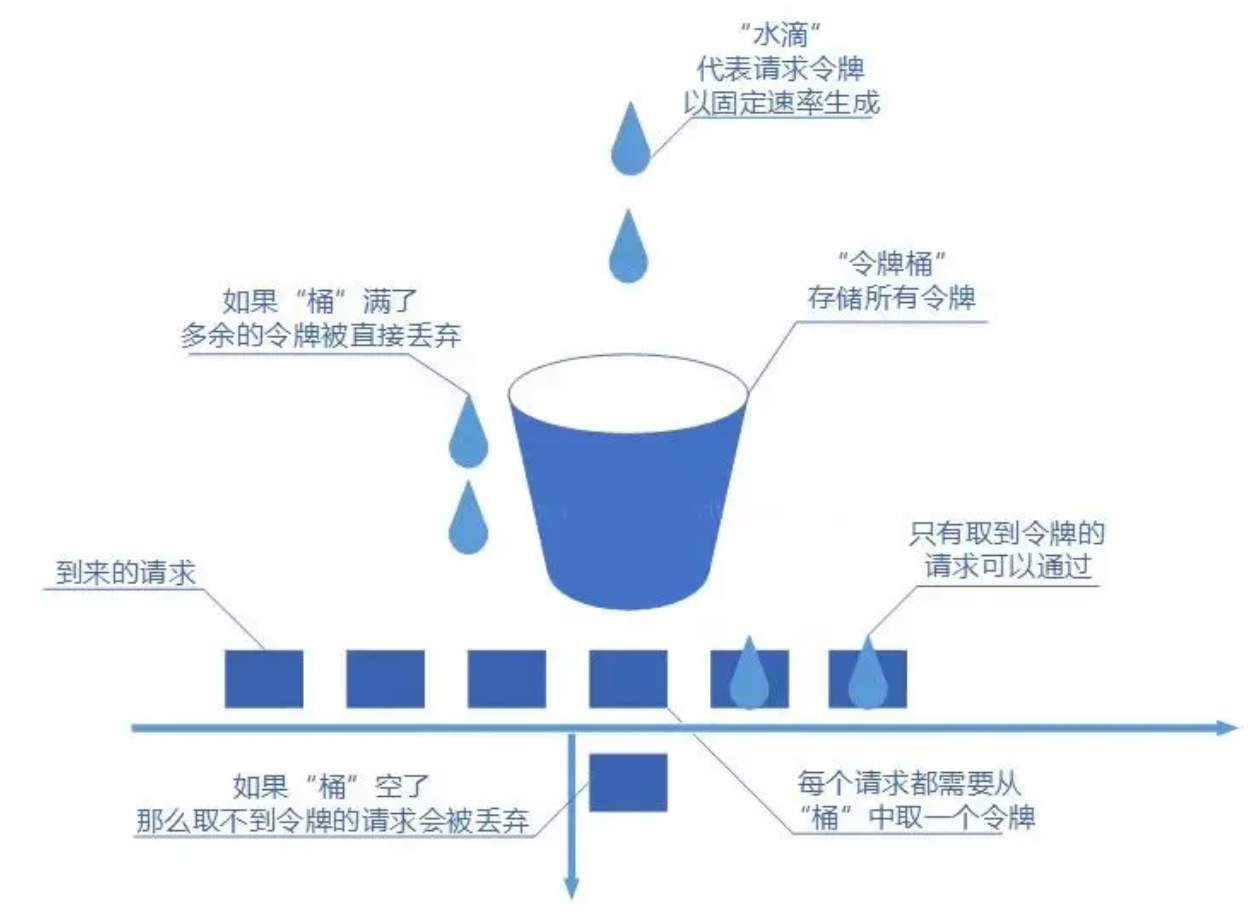 “水滴”
代表请求令牌
以固定速率生成
“令牌桶”
存储所有令牌
如果“桶”满了
多余的令牌被直接丢弃
只有取到令牌的
请求可以通过
到来的请求
如果“桶”空了
那么取不到令牌的请求会被丢弃
每个请求都需要从
“桶”中取一个令牌